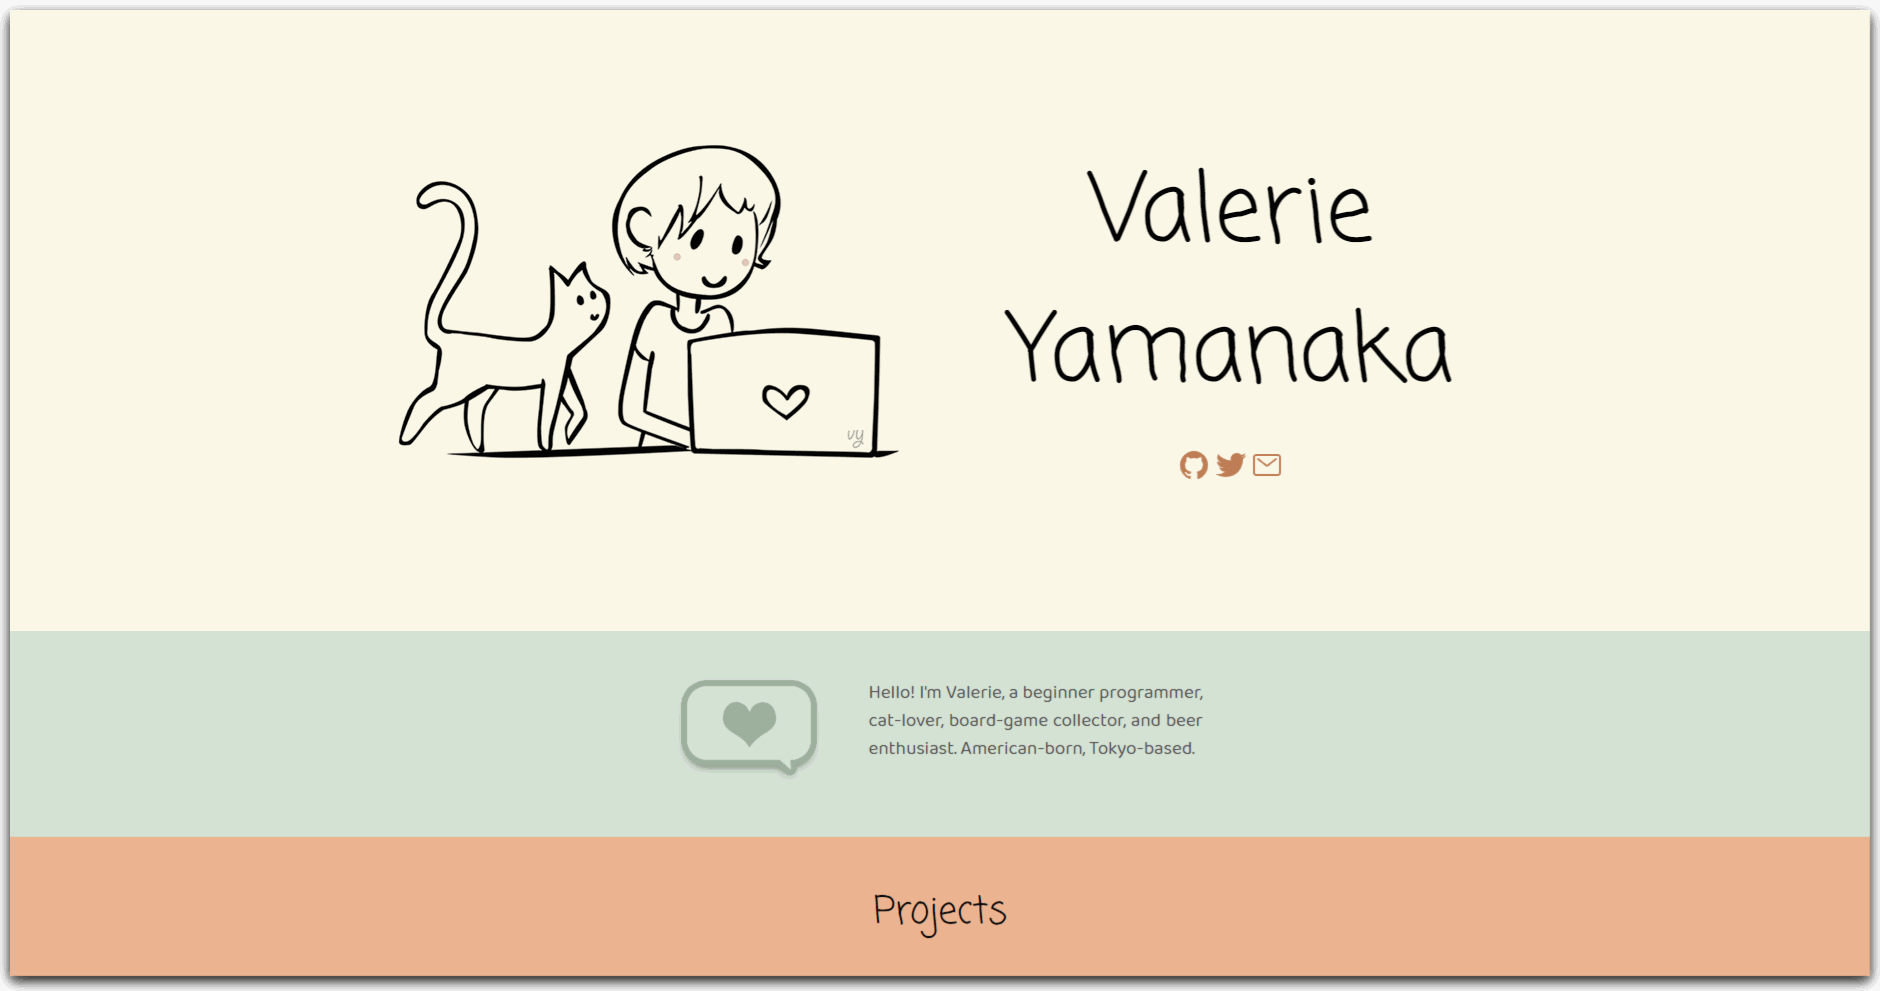 Valerie
Yamanaka
vy
Hello! I'm Valerie, a beginner programmer,
cat-lover, board-game collector, and beer
enthusiast. American-born, Tokyo-based.
Projects